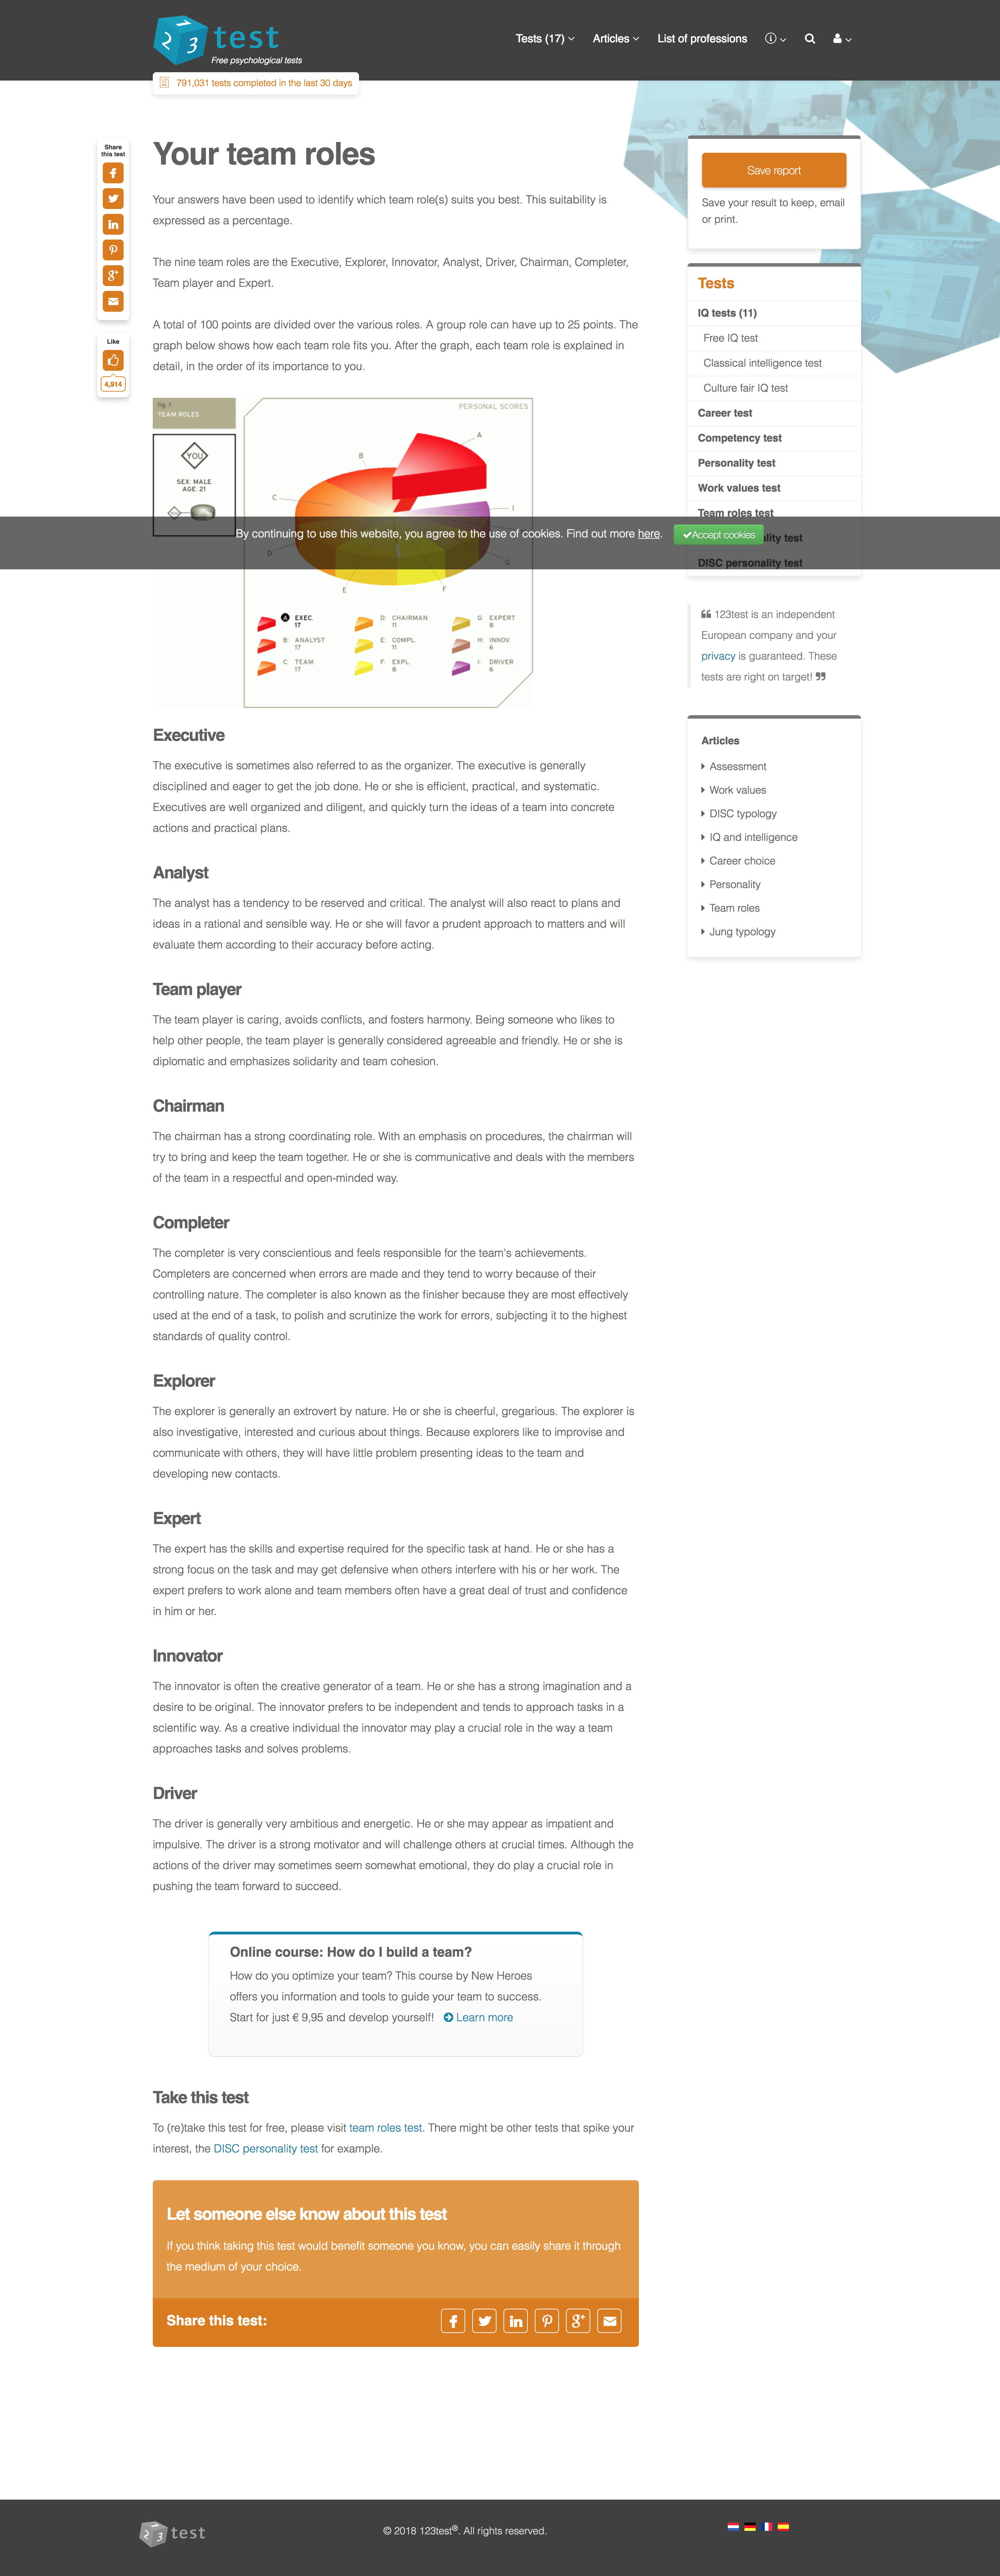 2 3 test
Free psychological tests
Tests (17)
Articles
List of professions
791,031 tests completed in the last 30 days
Share
this test
Like
4,914
Your team roles
Your answers have been used to identify which team role(s) suits you best. This suitability is
expressed as a percentage.
The nine team roles are the Executive, Explorer, Innovator, Analyst, Driver, Chairman, Completer,
Team player and Expert.
A total of 100 points are divided over the various roles. A group role can have up to 25 points. The
graph below shows how each team role fits you. After the graph, each team role is explained in
detail, in the order of its importance to you.
Fig. 1
TEAM ROLES
YOU
SEX: MALE
AGE: 21
PERSONAL SCORES
A
B
C
I
D
G
E
F
A EXEC.
17
B: ANALYST
17
C: TEAM.
17
D: CHAIRMAN
11
E: COMPL.
11
F: EXPL.
8
G: EXPERT
8
H: INNOV.
6
I: DRIVER
6
By continuing to use this website, you agree to the use of cookies. Find out more here.
Accept cookies
Executive
The executive is sometimes also referred to as the organizer. The executive is generally
disciplined and eager to get the job done. He or she is efficient, practical, and systematic.
Executives are well organized and diligent, and quickly turn the ideas of a team into concrete
actions and practical plans.
Analyst
The analyst has a tendency to be reserved and critical. The analyst will also react to plans and
ideas in a rational and sensible way. He or she will favor a prudent approach to matters and will
evaluate them according to their accuracy before acting.
Team player
The team player is caring, avoids conflicts, and fosters harmony. Being someone who likes to
help other people, the team player is generally considered agreeable and friendly. He or she is
diplomatic and emphasizes solidarity and team cohesion.
Chairman
The chairman has a strong coordinating role. With an emphasis on procedures, the chairman will
try to bring and keep the team together. He or she is communicative and deals with the members
of the team in a respectful and open-minded way.
Completer
The completer is very conscientious and feels responsible for the team's achievements.
Completers are concerned when errors are made and they tend to worry because of their
controlling nature. The completer is also known as the finisher because they are most effectively
used at the end of a task, to polish and scrutinize the work for errors, subjecting it to the highest
standards of quality control.
Explorer
The explorer is generally an extrovert by nature. He or she is cheerful, gregarious. The explorer is
also investigative, interested and curious about things. Because explorers like to improvise and
communicate with others, they will have little problem presenting ideas to the team and
developing new contacts.
Expert
The expert has the skills and expertise required for the specific task at hand. He or she has a
strong focus on the task and may get defensive when others interfere with his or her work. The
expert prefers to work alone and team members often have a great deal of trust and confidence
in him or her.
Innovator
The innovator is often the creative generator of a team. He or she has a strong imagination and a
desire to be original. The innovator prefers to be independent and tends to approach tasks in a
scientific way. As a creative individual the innovator may play a crucial role in the way a team
approaches tasks and solves problems.
Driver
The driver is generally very ambitious and energetic. He or she may appear as impatient and
impulsive. The driver is a strong motivator and will challenge others at crucial times. Although the
actions of the driver may sometimes seem somewhat emotional, they do play a crucial role in
pushing the team forward to succeed.
Online course: How do I build a team?
How do you optimize your team? This course by New Heroes
offers you information and tools to guide your team to success.
Start for just € 9,95 and develop yourself! Learn more
Take this test
To (re)take this test for free, please visit team roles test. There might be other tests that spike your
interest, the DISC personality test for example.
Let someone else know about this test
If you think taking this test would benefit someone you know, you can easily share it through
the medium of your choice.
Share this test:
Save report
Save your result to keep, email
or print.
Tests
IQ tests (11)
Free IQ test
Classical intelligence test
Culture fair IQ test
Career test
Competency test
Personality test
Work values test
Team roles test
test
DISC personality test
123test is an independent
European company and your
privacy is guaranteed. These
tests are right on target!
Articles
Assessment
Work values
DISC typology
IQ and intelligence
Career choice
Personality
Team roles
Jung typology
2 3 test
© 2018 123test®. All rights reserved.